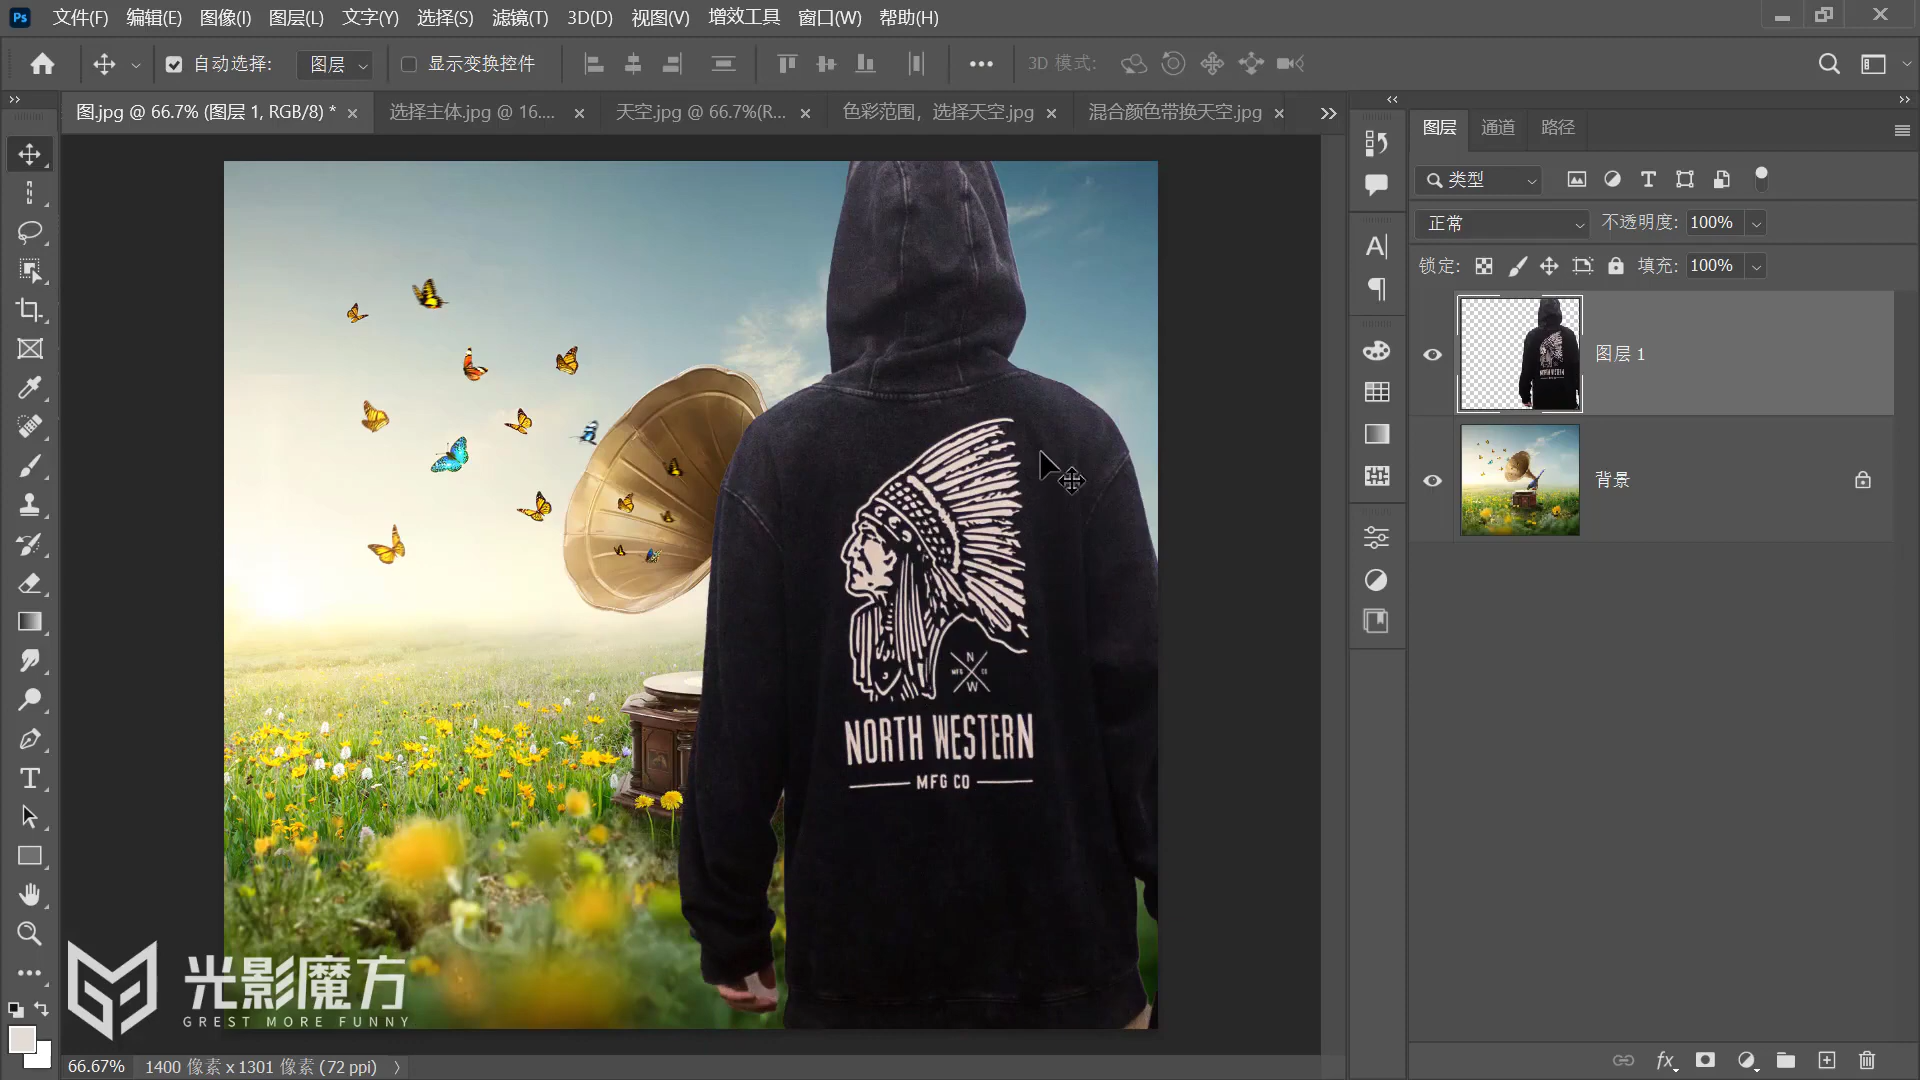 Ps 文件(F) 编辑(E) 图像(I) 图层(L) 文字(Y) 选择(S) 滤镜(T) 3D(D) 视图(V) 增效工具 窗口(W) 帮助(H)
自动选择: 图层 显示变换控件 3D 模式:
图.jpg @ 66.7% (图层 1, RGB/8) * 选择主体.jpg @ 16.... 天空.jpg @ 66.7%(R... 色彩范围，选择天空.jpg 混合颜色带换天空.jpg
图层 通道 路径
类型
正常 不透明度: 100%
锁定: 填充: 100%
图层 1
背景
N
MFG CO
W
NORTH WESTERN
MFG CO
光影魔方
GREST MORE FUNNY
66.67% 1400 像素 x 1301 像素 (72 ppi)